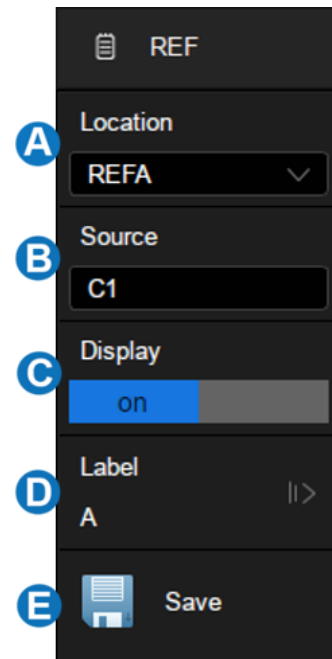 REF
A
Location
REFA
B
Source
C1
C
Display
on
D
Label
A
E
Save